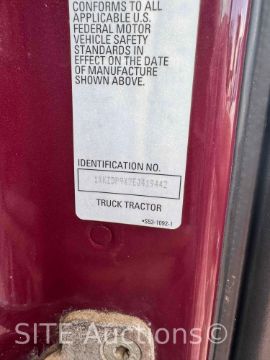 CONFORMS TO ALL
APPLICABLE U.S.
FEDERAL MOTOR
VEHICLE SAFETY
STANDARDS IN
EFFECT ON THE DATE
OF MANUFACTURE
SHOWN ABOVE.
IDENTIFICATION NO.
TRUCK TRACTOR
SITE Auctions.com